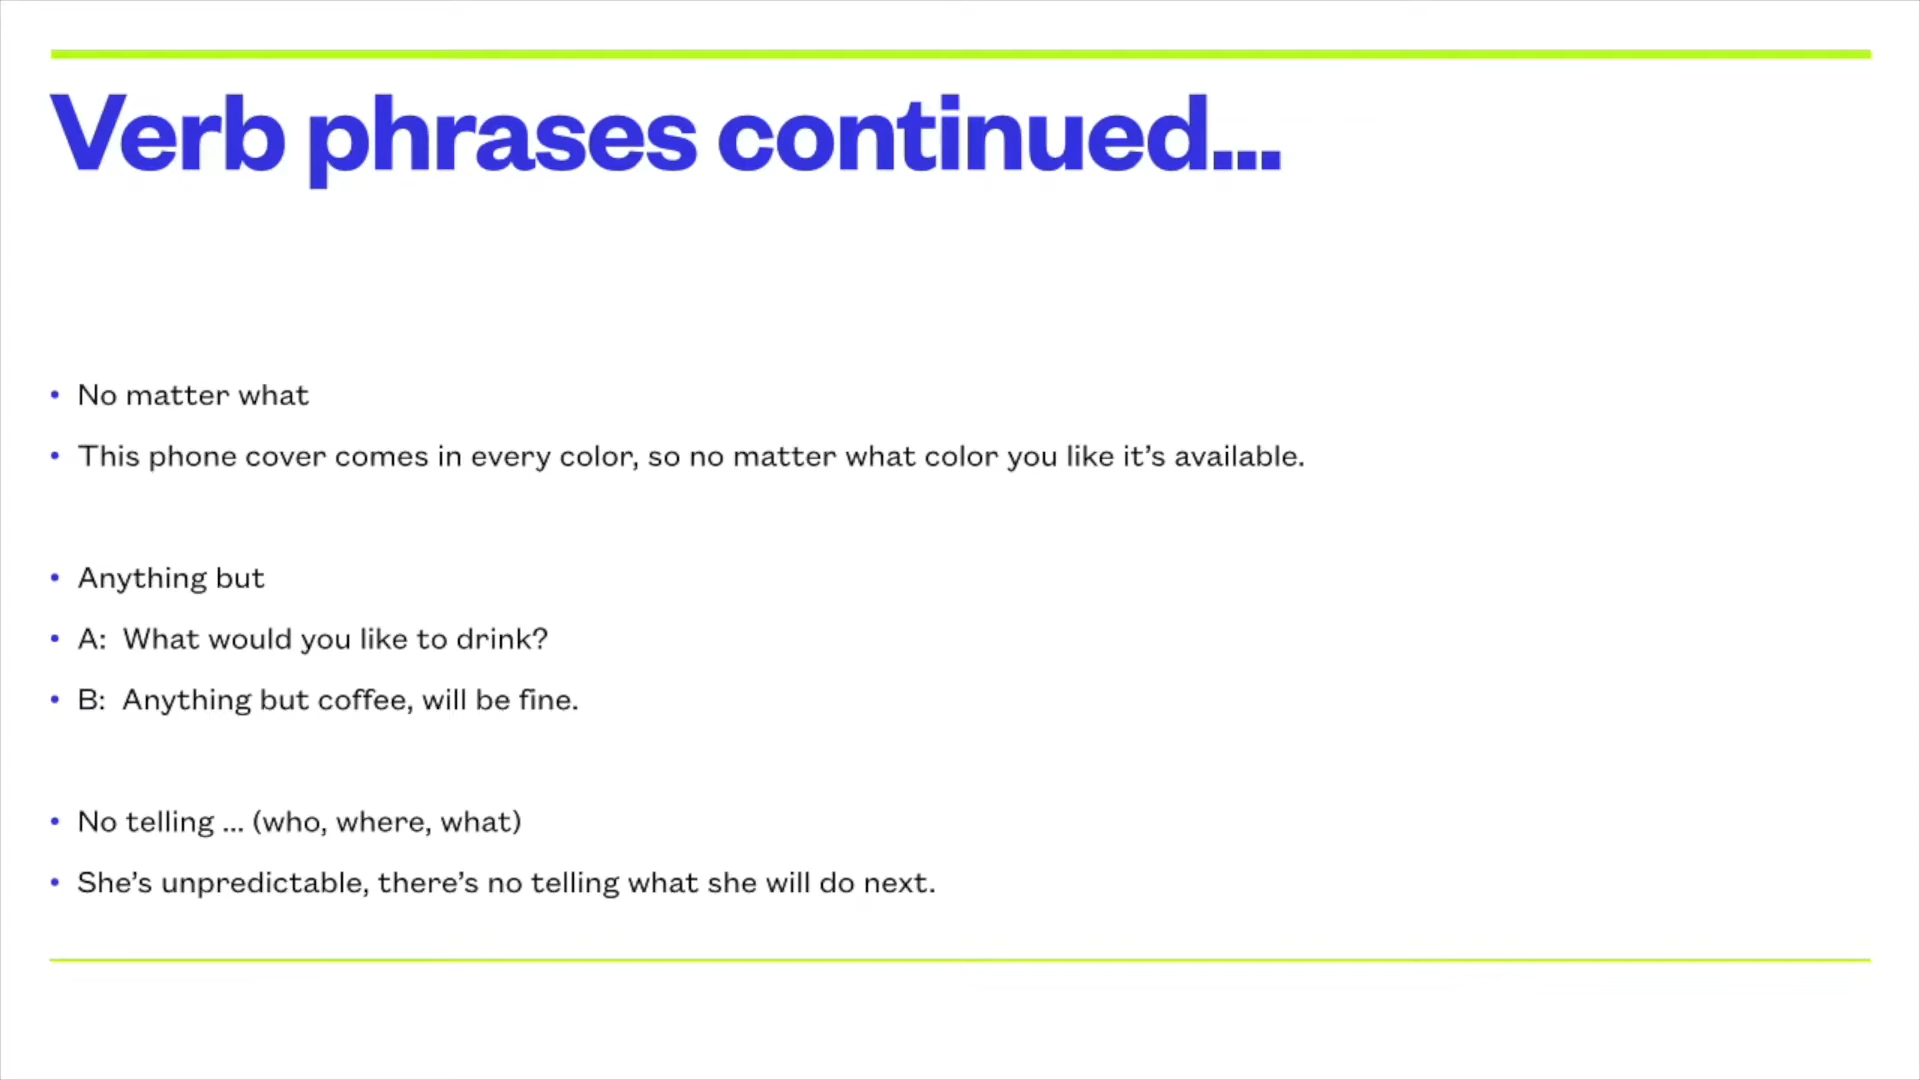 Verb phrases continued...
• No matter what
• This phone cover comes in every color, so no matter what color you like it’s available.
• Anything but
• A:  What would you like to drink?
• B:  Anything but coffee, will be fine.
• No telling ... (who, where, what)
• She’s unpredictable, there’s no telling what she will do next.